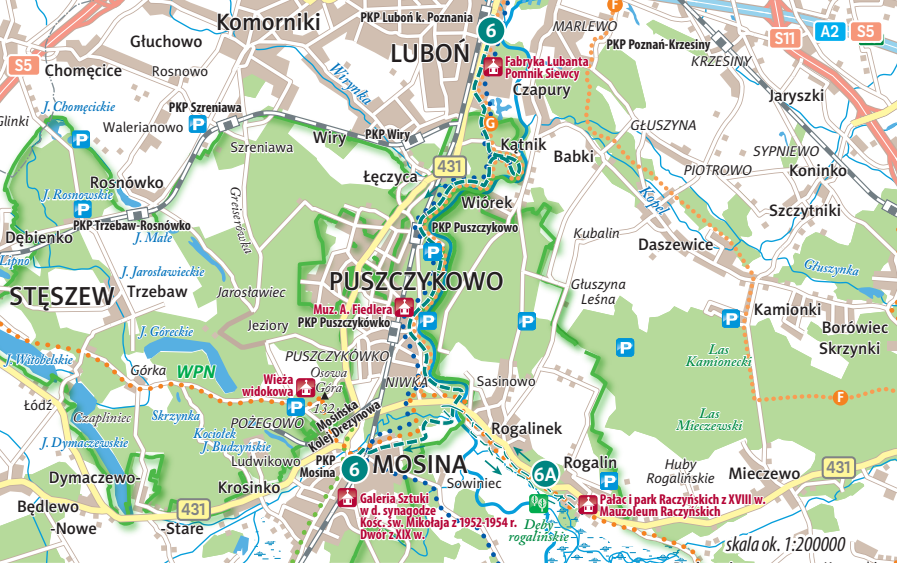 Komorniki
PKP Luboń k. Poznania
6
MARLEWO
F
Głuchowo
LUBOŃ
PKP Poznań-Krzesiny
S11
A2
S5
S5
Chomęcice
Rosnowo
Fabryka Lubanta
Pomnik Siewcy
KRZESINY
Wirynka
Czapury
Jaryszki
J. Chomęcickie
PKP Szreniawa
Glinki
P
Walerianowo
P
Wiry
PKP Wiry
G
Kątnik
GŁUSZYNA
Szreniawa
Babki
SYPNIEWO
431
PIOTROWO
Koninko
Łęczyca
Rosnówko
J. Rosnowskie
Greiserówka
Wiórek
Kopel
P
Szczytniki
PKP Trzebaw-Rosnówko
PKP Puszczykowo
Dębienko
J. Małe
Kubalin
Daszewice
P
Lipno
J. Jarosławieckie
Głuszynka
STĘSZEW
Trzebaw
Jarosławiec
PUSZCZYKOWO
Głuszyna
Leśna
Muz. A. Fiedlera
Kamionki
Jeziory
PKP Puszczykówko
P
P
P
Borówiec
J. Góreckie
Skrzynki
J. Witobelskie
PUSZCZYKÓWKO
P
Las
Kamionecki
Górka
WPN
Osowa
Góra
Wieża
widokowa
NIWKA
Sasinowo
132
F
Łódź
Czapliniec
Skrzynka
P
Mosińska
Kolej Drezynowa
Las
Mieczewski
POŻEGOWO
Kociołek
J. Budzyńskie
Rogalinek
J. Dymaczewskie
Ludwikowo
PKP
Mosina
6
MOSINA
6A
Rogalin
Huby
Rogalińskie
Mieczewo
431
Dymaczewo-
Krosinko
Sowiniec
P
Będlewo
431
Galeria Sztuki
w d. synagodze
Kośc. św. Mikołaja z 1952-1954 r.
Dwór z XIX w.
Pałac i park Raczyńskich z XVIII w.
Mauzoleum Raczyńskich
-Nowe
-Stare
Dęby
rogalińskie
skala ok. 1:200000